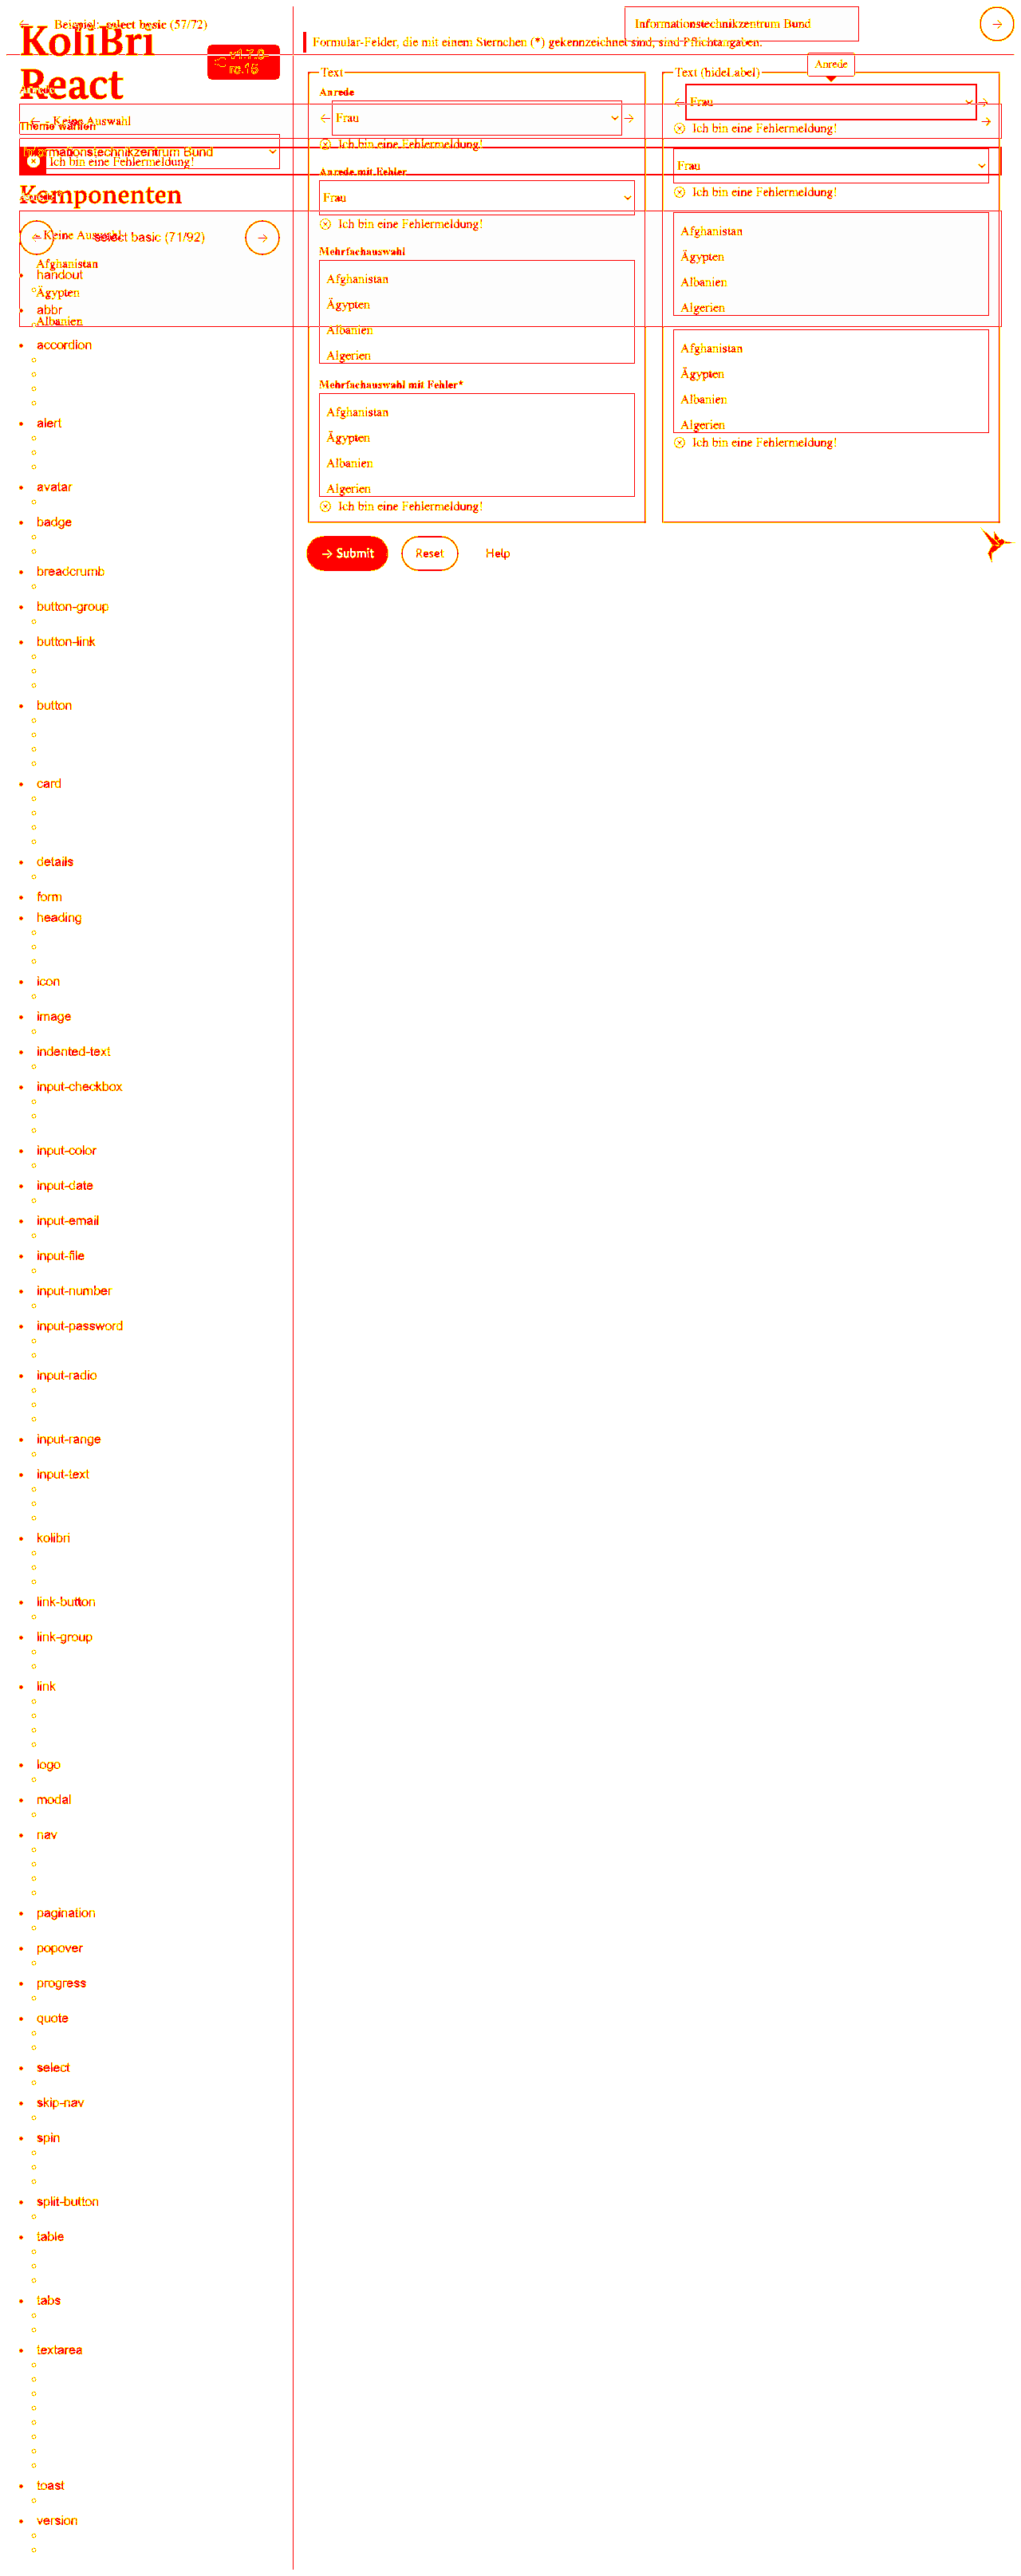 Beispiel: select basic (57/72)
KoliBri
React
v1.7.0-
rc.15
Keine Auswahl
Thema wählen
Informationstechnikzentrum Bund
Ich bin eine Fehlermeldung!
Komponenten
Keine Auswahl
select basic (71/92)
Afghanistan
handout
Ägypten
abbr
Albanien
accordion
alert
avatar
badge
breadcrumb
button-group
button-link
button
card
details
form
heading
icon
image
indented-text
input-checkbox
input-color
input-date
input-email
input-file
input-number
input-password
input-radio
input-range
input-text
kolibri
link-button
link-group
link
logo
modal
nav
pagination
popover
progress
quote
select
skip-nav
spin
split-button
table
tabs
textarea
toast
version
Informationstechnikzentrum Bund
Formular-Felder, die mit einem Sternchen (*) gekennzeichnet sind, sind Pflichtangaben.
Text
Anrede
Frau
Ich bin eine Fehlermeldung!
Anrede mit Fehler
Frau
Ich bin eine Fehlermeldung!
Mehrfachauswahl
Afghanistan
Ägypten
Albanien
Algerien
Mehrfachauswahl mit Fehler*
Afghanistan
Ägypten
Albanien
Algerien
Ich bin eine Fehlermeldung!
Text (hideLabel)
Anrede
Frau
Ich bin eine Fehlermeldung!
Frau
Ich bin eine Fehlermeldung!
Afghanistan
Ägypten
Albanien
Algerien
Afghanistan
Ägypten
Albanien
Algerien
Ich bin eine Fehlermeldung!
Submit
Reset
Help